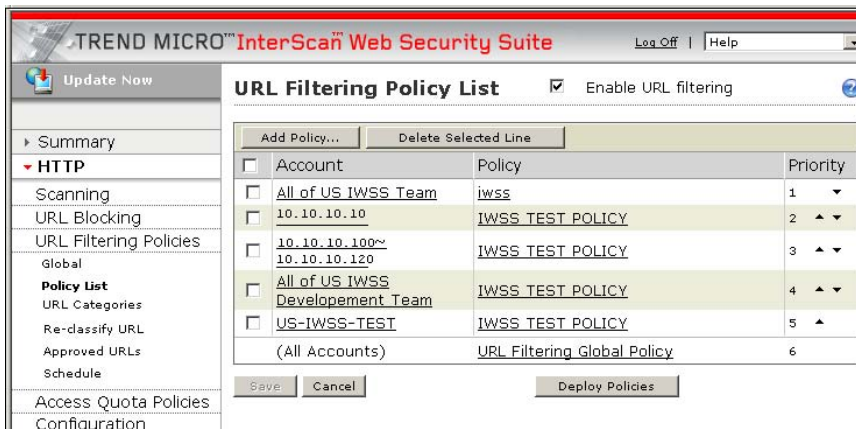 TREND MICRO™ InterScan™ Web Security Suite
Log Off | Help
Update Now
Summary
HTTP
Scanning
URL Blocking
URL Filtering Policies
Global
Policy List
URL Categories
Re-classify URL
Approved URLs
Schedule
Access Quota Policies
Configuration
URL Filtering Policy List
Enable URL filtering
?
Add Policy... Delete Selected Line
Account Policy Priority
All of US IWSS Team iwss 1
10.10.10.10 IWSS TEST POLICY 2
10.10.10.100~
10.10.10.120 IWSS TEST POLICY 3
All of US IWSS
Developement Team IWSS TEST POLICY 4
US-IWSS-TEST IWSS TEST POLICY 5
(All Accounts) URL Filtering Global Policy 6
Save Cancel Deploy Policies